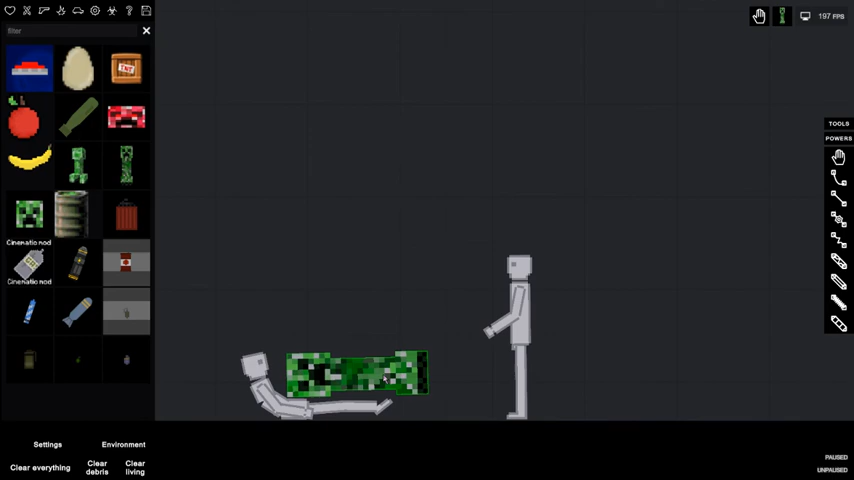 197 FPS
filter
TNT
TOOLS
POWERS
Cinematic mod
Cinematic mod
Settings
Environment
Clear everything
Clear debris
Clear living
PAUSED
UNPAUSED